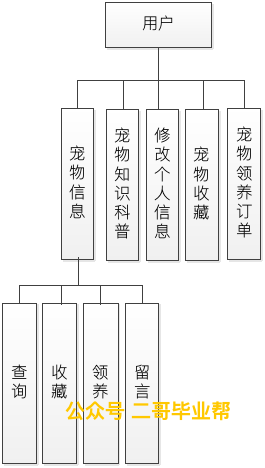 用户
宠物信息
宠物知识科普
修改个人信息
宠物收藏
宠物领养订单
查询
收藏
领养
留言
公众号 二哥毕业帮